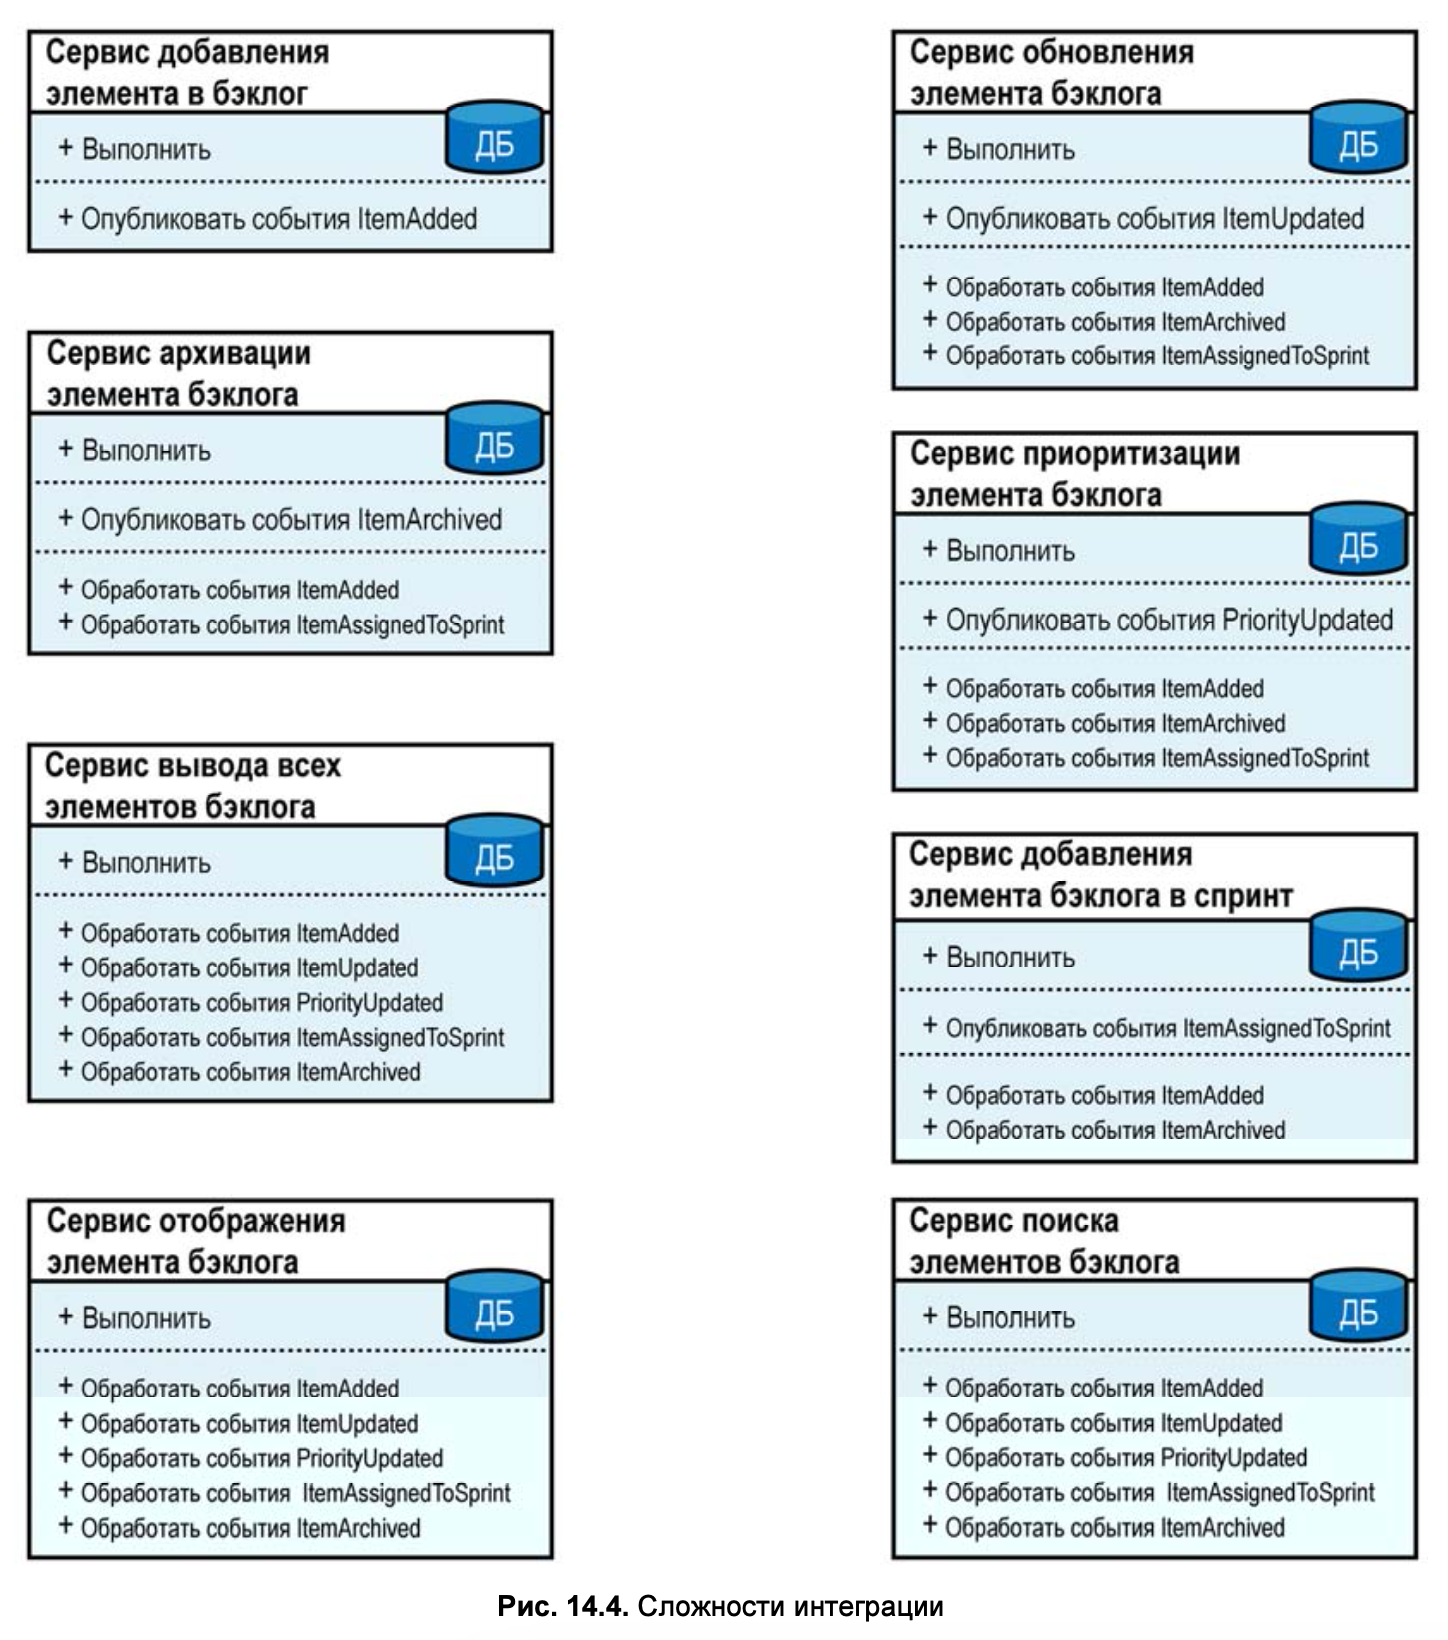 Сервис добавления
элемента в бэклог
ДБ
+ Выполнить
+ Опубликовать события ItemAdded
Сервис обновления
элемента бэклога
ДБ
+ Выполнить
+ Опубликовать события ItemUpdated
+ Обработать события ItemAdded
+ Обработать события ItemArchived
+ Обработать события ItemAssignedToSprint
Сервис архивации
элемента бэклога
ДБ
+ Выполнить
+ Опубликовать события ItemArchived
+ Обработать события ItemAdded
+ Обработать события ItemAssignedToSprint
Сервис приоритизации
элемента бэклога
ДБ
+ Выполнить
+ Опубликовать события PriorityUpdated
+ Обработать события ItemAdded
+ Обработать события ItemArchived
+ Обработать события ItemAssignedToSprint
Сервис вывода всех
элементов бэклога
ДБ
+ Выполнить
+ Обработать события ItemAdded
+ Обработать события ItemUpdated
+ Обработать события PriorityUpdated
+ Обработать события ItemAssignedToSprint
+ Обработать события ItemArchived
Сервис добавления
элемента бэклога в спринт
ДБ
+ Выполнить
+ Опубликовать события ItemAssignedToSprint
+ Обработать события ItemAdded
+ Обработать события ItemArchived
Сервис отображения
элемента бэклога
ДБ
+ Выполнить
+ Обработать события ItemAdded
+ Обработать события ItemUpdated
+ Обработать события PriorityUpdated
+ Обработать события ItemAssignedToSprint
+ Обработать события ItemArchived
Сервис поиска
элементов бэклога
ДБ
+ Выполнить
+ Обработать события ItemAdded
+ Обработать события ItemUpdated
+ Обработать события PriorityUpdated
+ Обработать события ItemAssignedToSprint
+ Обработать события ItemArchived
Рис. 14.4. Сложности интеграции